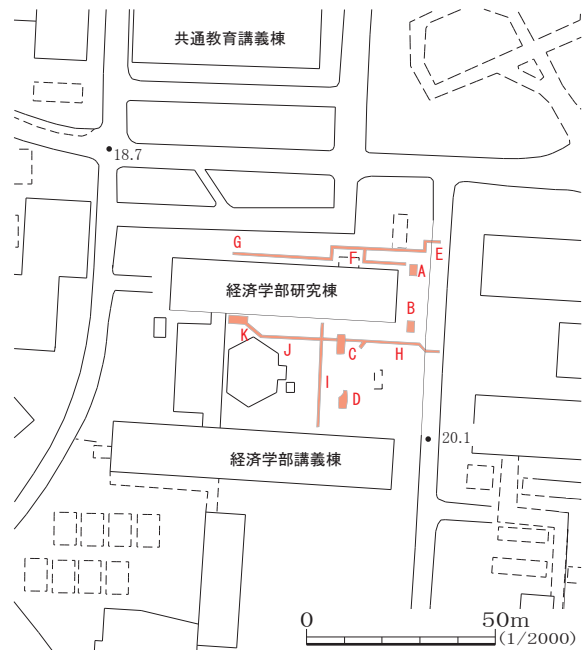 共通教育講義棟
18.7
G
E
F
A
経済学部研究棟
B
K
J
C
H
I
D
20.1
経済学部講義棟
0
50m
(1/2000)